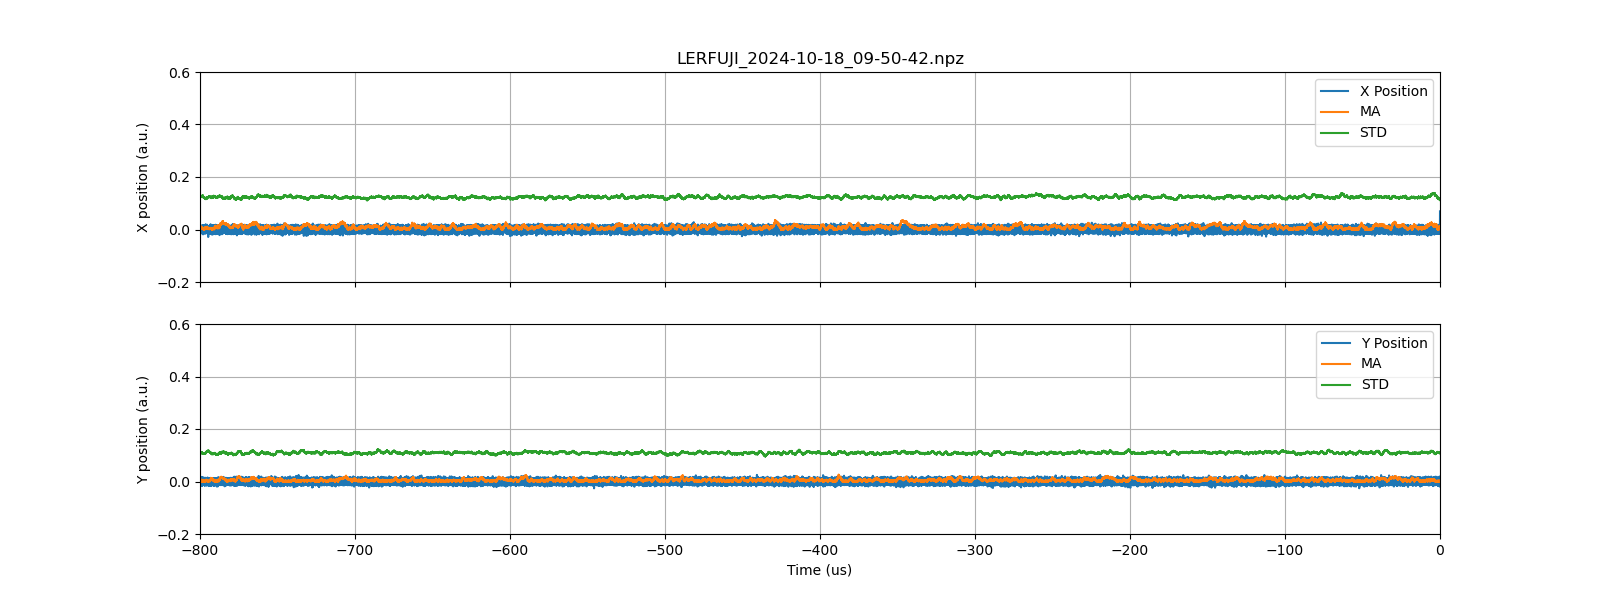 LERFUJI_2024-10-18_09-50-42.npz
X position (a.u.)
0.6
0.4
0.2
0.0
−0.2
X Position
MA
STD
Y position (a.u.)
0.6
0.4
0.2
0.0
−0.2
Y Position
MA
STD
−800 −700 −600 −500 −400 −300 −200 −100 0
Time (us)